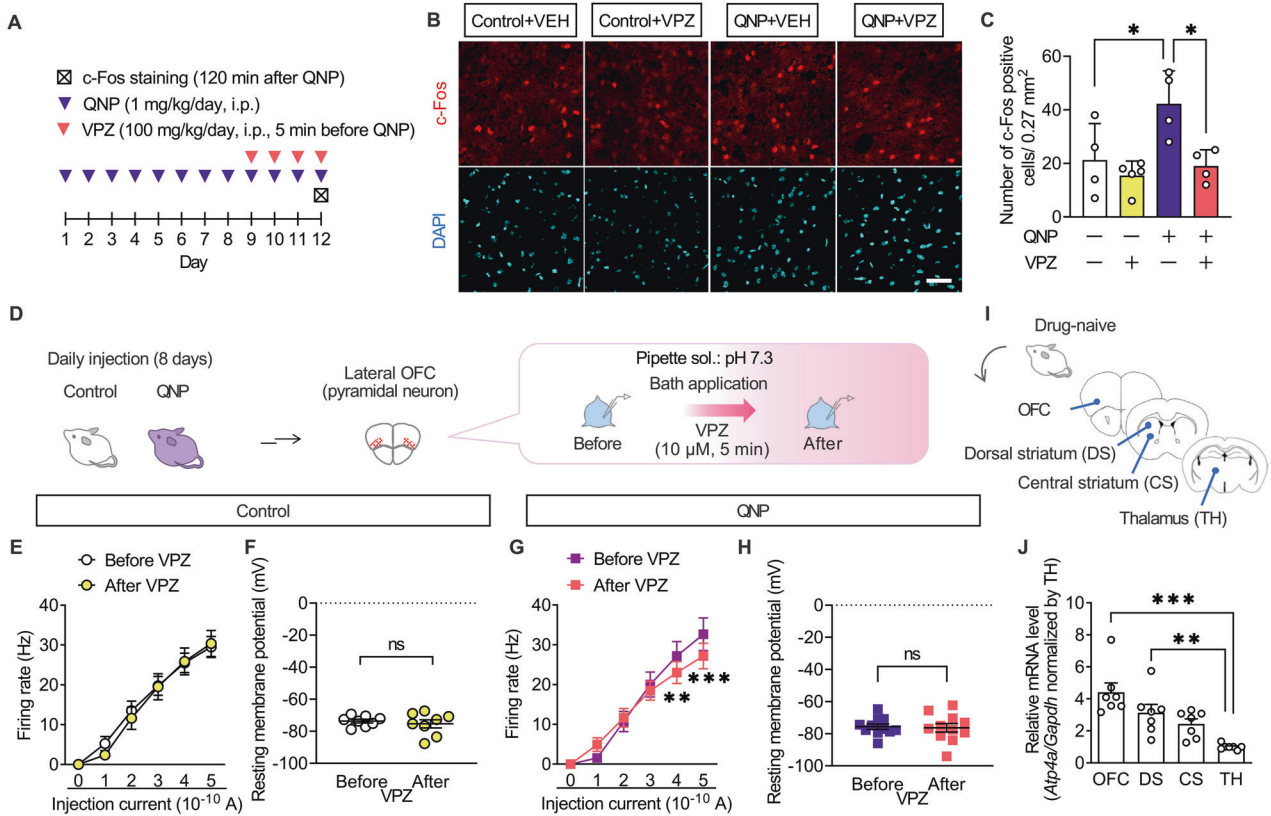 A
c-Fos staining (120 min after QNP)
QNP (1 mg/kg/day, i.p.)
VPZ (100 mg/kg/day, i.p., 5 min before QNP)
1 2 3 4 5 6 7 8 9 10 11 12
Day
B
Control+VEH Control+VPZ QNP+VEH QNP+VPZ
c-Fos
DAPI
C
* *
Number of c-Fos positive
cells/ 0.27 mm²
60
40
20
0
QNP — — + +
VPZ — + — +
D
Daily injection (8 days)
Control QNP
Lateral OFC
(pyramidal neuron)
Pipette sol.: pH 7.3
Bath application
Before After
VPZ
(10 µM, 5 min)
I
Drug-naive
OFC
Dorsal striatum (DS)
Central striatum (CS)
Thalamus (TH)
Control
QNP
E
Before VPZ
After VPZ
Firing rate (Hz)
40
30
20
10
0
0 1 2 3 4 5
Injection current (10⁻¹⁰ A)
F
Resting membrane potential (mV)
0
-20
-40
-60
-80
-100
ns
Before After
VPZ
G
Before VPZ
After VPZ
Firing rate (Hz)
40
30
20
10
0
***
**
0 1 2 3 4 5
Injection current (10⁻¹⁰ A)
H
Resting membrane potential (mV)
0
-20
-40
-60
-80
-100
ns
Before After
VPZ
J
Relative mRNA level
(Atp4a/Gapdh normalized by TH)
10
8
6
4
2
0
***
**
OFC DS CS TH